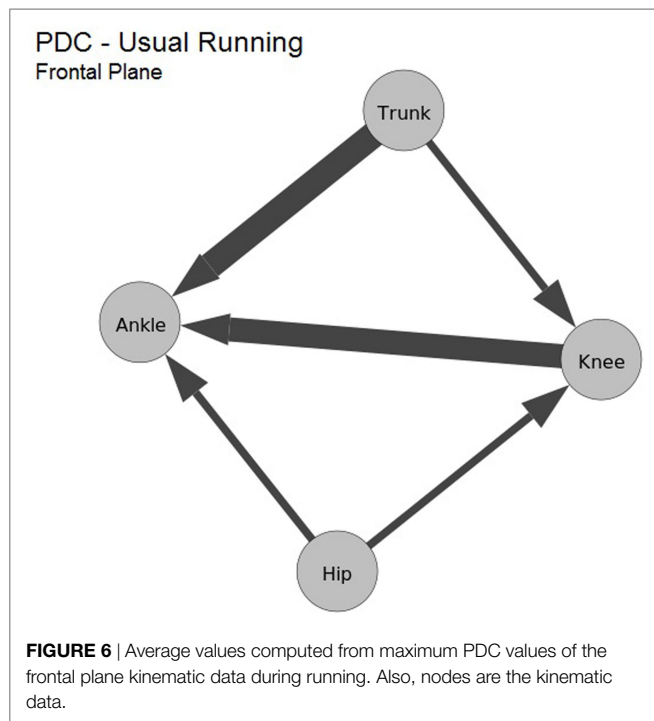 PDC - Usual Running
Frontal Plane
Trunk
Ankle
Knee
Hip
FIGURE 6 | Average values computed from maximum PDC values of the
frontal plane kinematic data during running. Also, nodes are the kinematic
data.